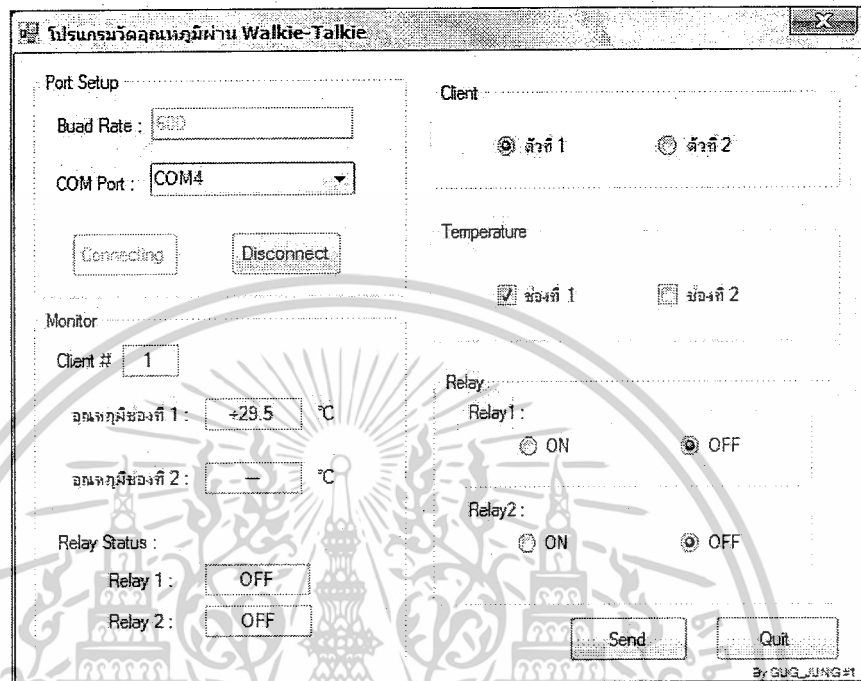 โปรแกรมวัดอุณหภูมิผ่าน Walkie-Talkie
Port Setup
Buad Rate : 600
COM Port : COM4
Connecting Disconnect
Monitor
Client # 1
อุณหภูมิช่องที่ 1 : +29.5 °C
อุณหภูมิช่องที่ 2 : --- °C
Relay Status :
Relay 1 : OFF
Relay 2 : OFF
Client
ตัวที่ 1 ตัวที่ 2
Temperature
ช่องที่ 1 ช่องที่ 2
Relay
Relay1 :
ON OFF
Relay2 :
ON OFF
Send Quit
By GUG_JUNG#1